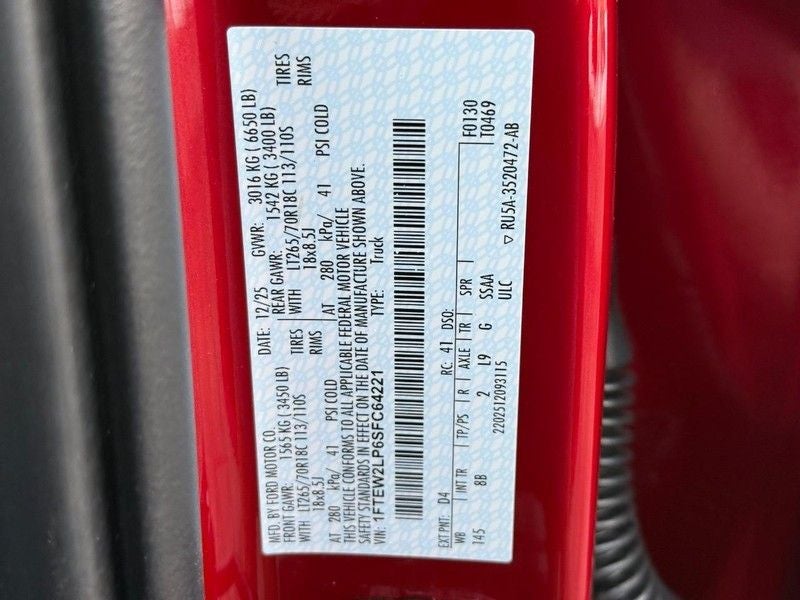 MFD. BY FORD MOTOR CO.
DATE: 12/25 GVWR: 3016 KG ( 6650 LB)
FRONT GAWR: 1565 KG ( 3450 LB) REAR GAWR: 1542 KG ( 3400 LB)
WITH LT265/70R18C 113/110S TIRES WITH LT265/70R18C 113/110S TIRES
18x8.5J RIMS 18x8.5J RIMS
AT 280 kPa/ 41 PSI COLD AT 280 kPa/ 41 PSI COLD
THIS VEHICLE CONFORMS TO ALL APPLICABLE FEDERAL MOTOR VEHICLE
SAFETY STANDARDS IN EFFECT ON THE DATE OF MANUFACTURE SHOWN ABOVE.
VIN: 1FTEW2LP6SFC64221 TYPE: Truck
F0130
EXT PNT: D4 RC: 41 DSO: T0469
WB INT TR TP/PS R AXLE TR SPR
145 8B 2 L9 G SSAA
2202512093115 ULC ▽ RU5A-3520472-AB